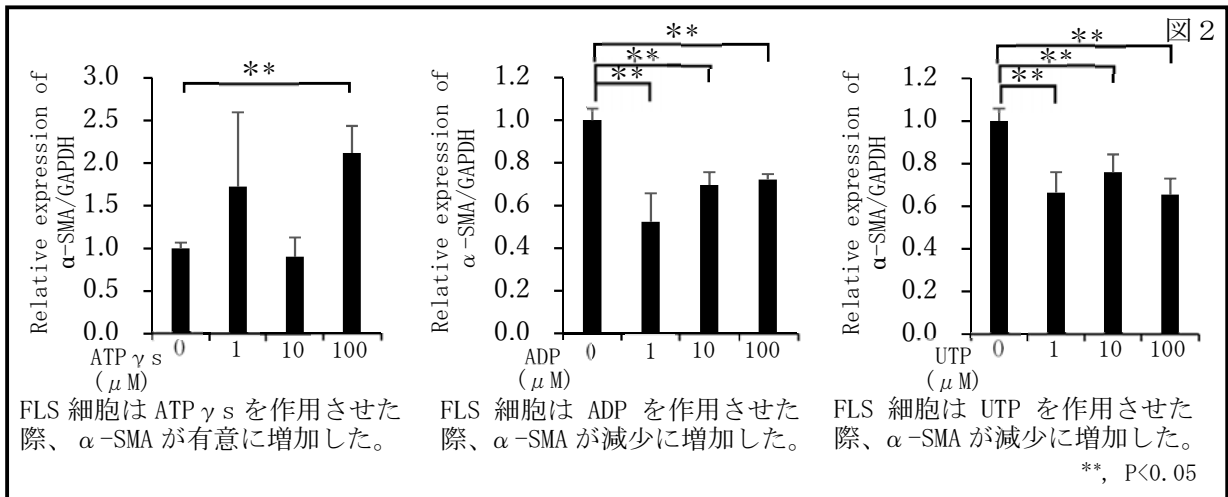 図2
**
3.0
2.5
2.0
1.5
1.0
0.5
0.0
Relative expression of
α-SMA/GAPDH
0 1 10 100
ATPγs
(μM)
FLS 細胞は ATPγs を作用させた
際、α-SMA が有意に増加した。
**
**
**
1.2
1.0
0.8
0.6
0.4
0.2
0.0
Relative expression of
α-SMA/GAPDH
0 1 10 100
ADP
(μM)
FLS 細胞は ADP を作用させた
際、α-SMA が減少に増加した。
**
**
**
1.2
1.0
0.8
0.6
0.4
0.2
0.0
Relative expression of
α-SMA/GAPDH
0 1 10 100
UTP
(μM)
FLS 細胞は UTP を作用させた
際、α-SMA が減少に増加した。
**, P<0.05